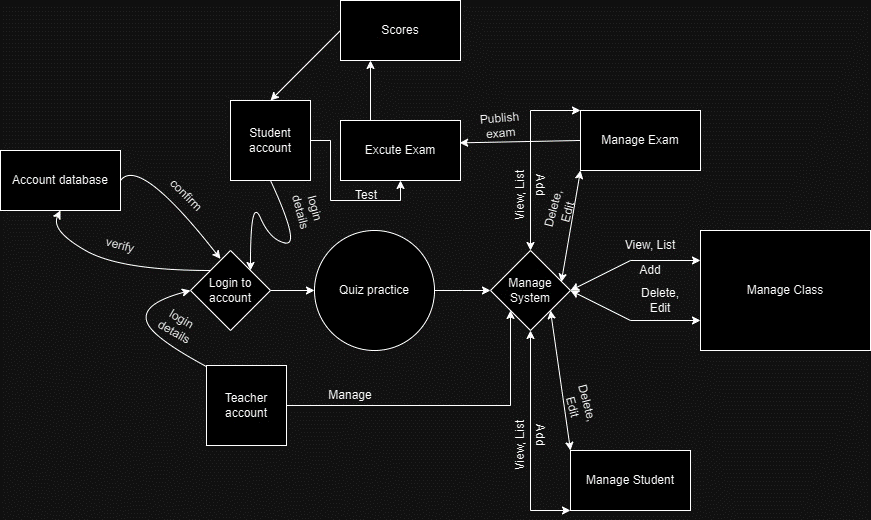 Scores
Student
account
Excute Exam
Publish
exam
Manage Exam
Account database
confirm
verify
Test
login
details
View, List
Add
Delete,
Edit
Login to
account
Quiz practice
Manage
System
View, List
Add
Delete,
Edit
Manage Class
login
details
Teacher
account
Manage
View, List
Add
Delete,
Edit
Manage Student